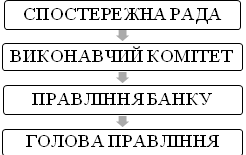 СПОСТЕРЕЖНА РАДА
ВИКОНАВЧИЙ КОМІТЕТ
ПРАВЛІННЯ БАНКУ
ГОЛОВА ПРАВЛІННЯ